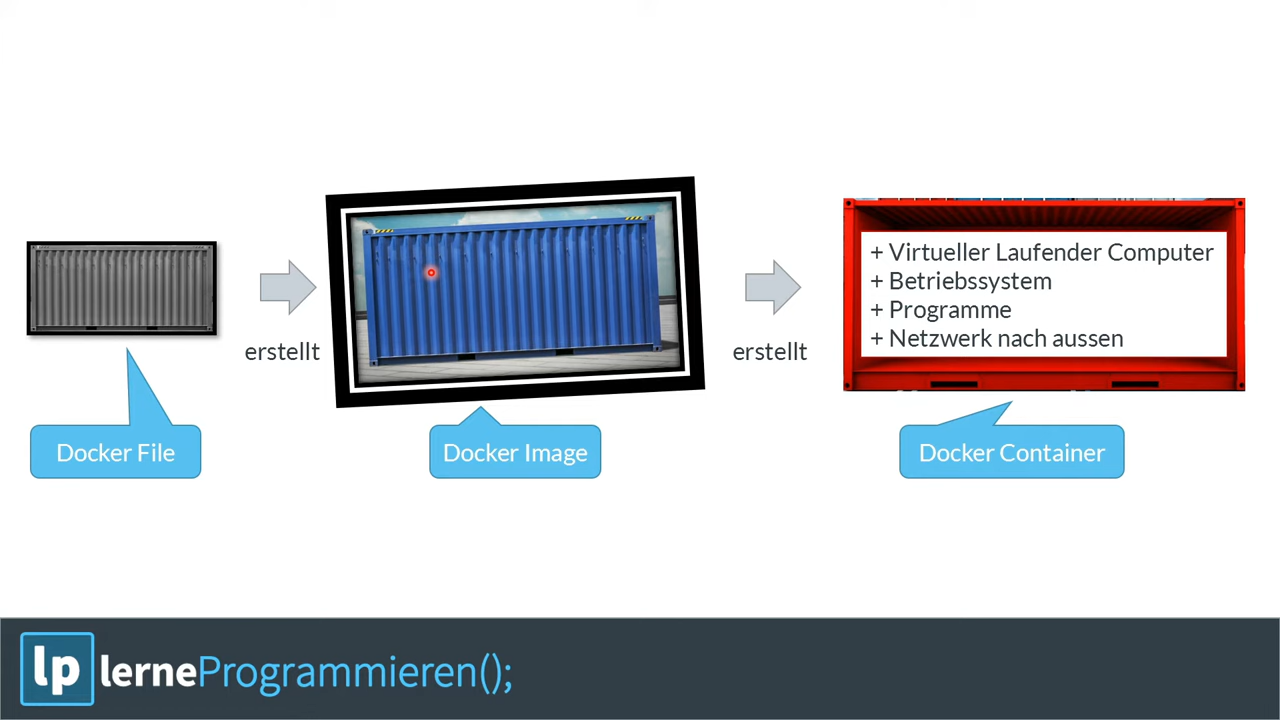 erstellt
erstellt
+ Virtueller Laufender Computer
+ Betriebssystem
+ Programme
+ Netzwerk nach aussen
Docker File
Docker Image
Docker Container
lp lerneProgrammieren();